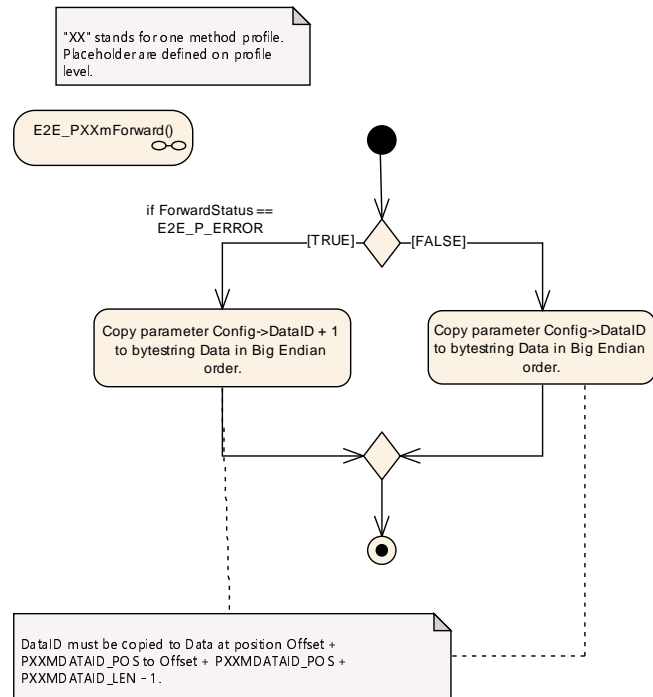 "XX" stands for one method profile.
Placeholder are defined on profile
level.
E2E_PXXmForward()
if ForwardStatus ==
E2E_P_ERROR
[TRUE]
[FALSE]
Copy parameter Config->DataID + 1
to bytestring Data in Big Endian
order.
Copy parameter Config->DataID
to bytestring Data in Big Endian
order.
DataID must be copied to Data at position Offset +
PXXMDATAID_POS to Offset + PXXMDATAID_POS +
PXXMDATAID_LEN - 1.